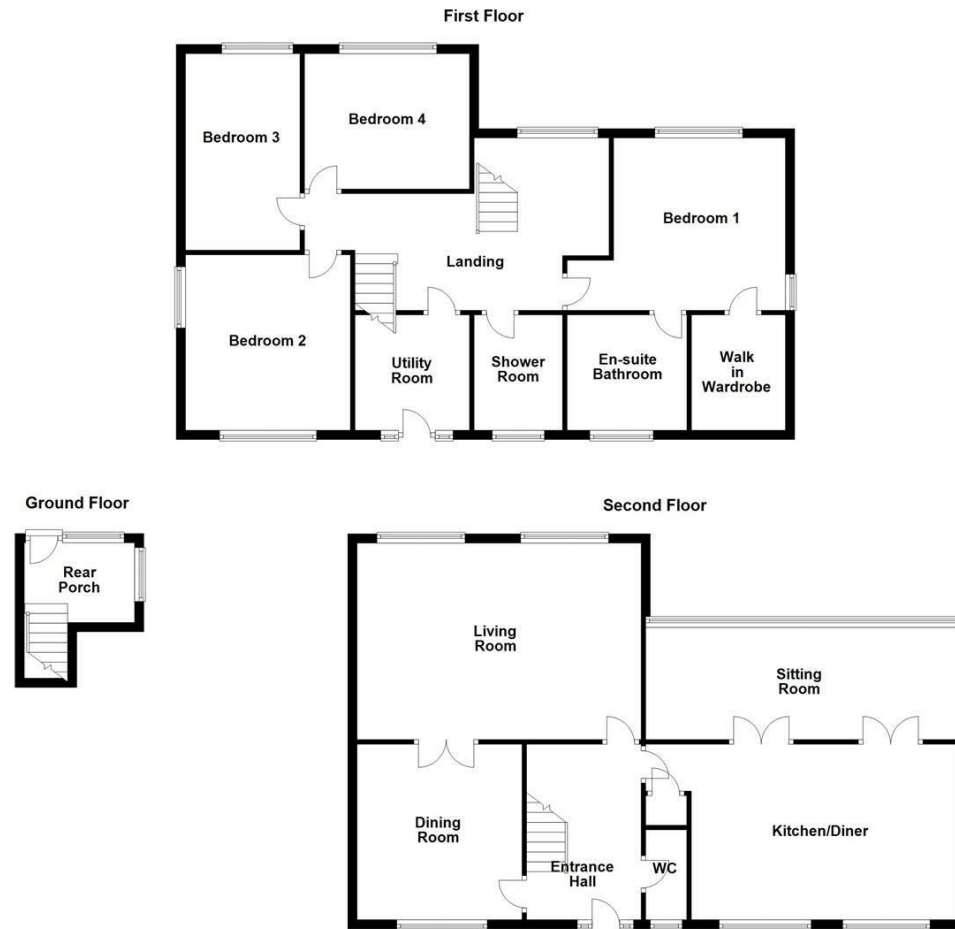 First Floor
Bedroom 3
Bedroom 4
Bedroom 1
Landing
Bedroom 2
Utility
Room
Shower
Room
En-suite
Bathroom
Walk
in
Wardrobe
Ground Floor
Rear
Porch
Second Floor
Living
Room
Sitting
Room
Dining
Room
Entrance
Hall
WC
Kitchen/Diner